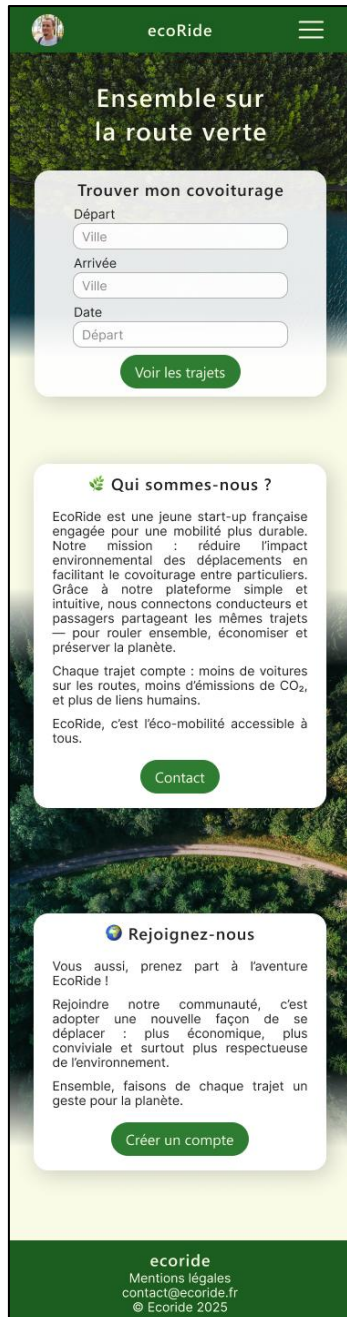 ecoRide
Ensemble sur
la route verte
Trouver mon covoiturage
Départ
Ville
Arrivée
Ville
Date
Départ
Voir les trajets
🌿 Qui sommes-nous ?
EcoRide est une jeune start-up française
engagée pour une mobilité plus durable.
Notre mission : réduire l’impact
environnemental des déplacements en
facilitant le covoiturage entre particuliers.
Grâce à notre plateforme simple et
intuitive, nous connectons conducteurs et
passagers partageant les mêmes trajets
— pour rouler ensemble, économiser et
préserver la planète.
Chaque trajet compte : moins de voitures
sur les routes, moins d’émissions de CO₂,
et plus de liens humains.
EcoRide, c’est l’éco-mobilité accessible à
tous.
Contact
🌍 Rejoignez-nous
Vous aussi, prenez part à l’aventure
EcoRide !
Rejoindre notre communauté, c’est
adopter une nouvelle façon de se
déplacer : plus économique, plus
conviviale et surtout plus respectueuse
de l’environnement.
Ensemble, faisons de chaque trajet un
geste pour la planète.
Créer un compte
ecoride
Mentions légales
contact@ecoride.fr
© Ecoride 2025